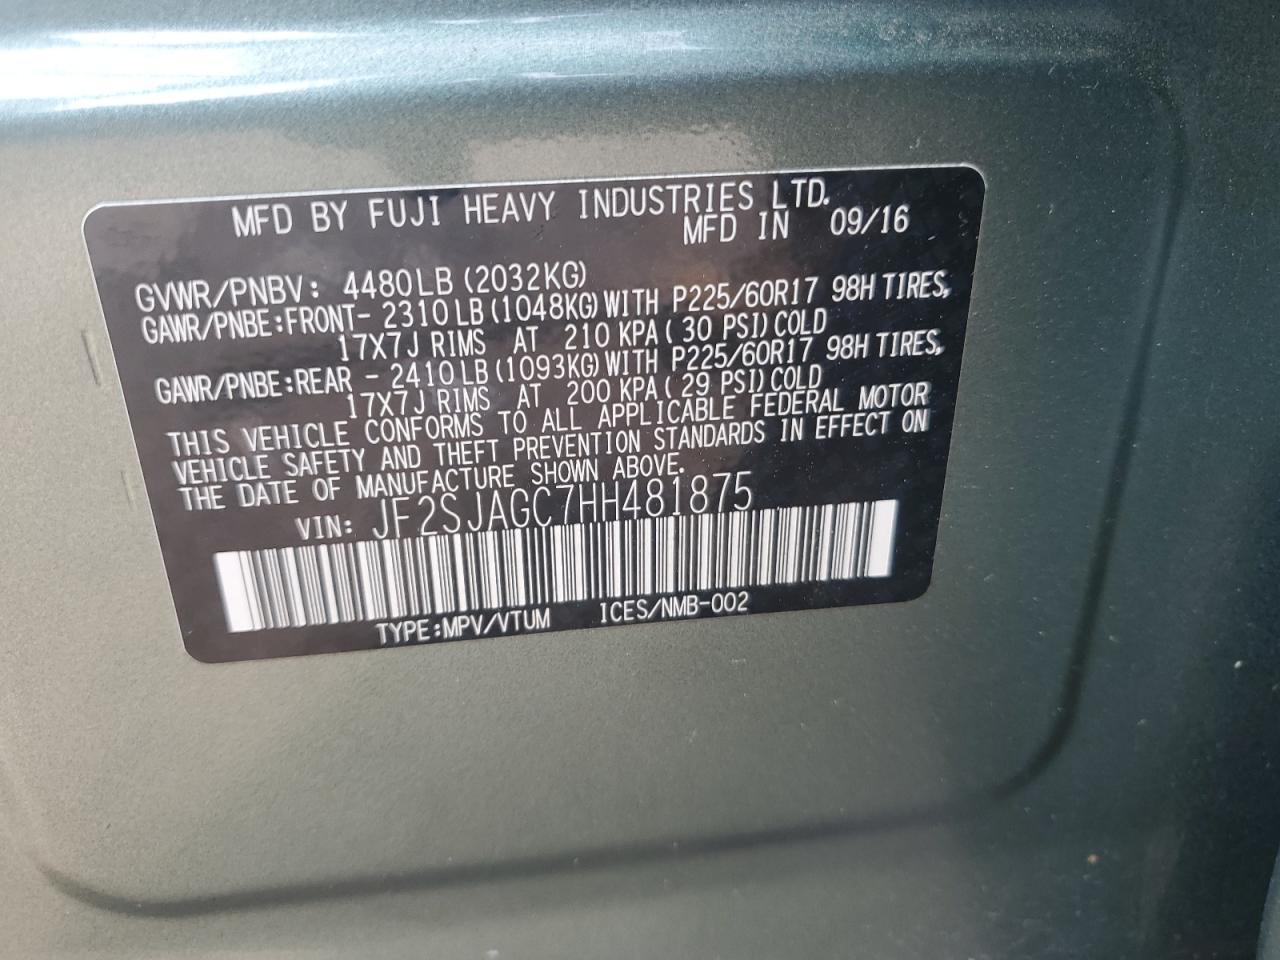 MFD BY FUJI HEAVY INDUSTRIES LTD.
MFD IN 09/16
GVWR/PNBV: 4480LB (2032KG)
GAWR/PNBE:FRONT- 2310LB (1048KG) WITH P225/60R17 98H TIRES,
17X7J RIMS AT 210 KPA ( 30 PSI) COLD
GAWR/PNBE:REAR - 2410LB (1093KG) WITH P225/60R17 98H TIRES,
17X7J RIMS AT 200 KPA ( 29 PSI) COLD
THIS VEHICLE CONFORMS TO ALL APPLICABLE FEDERAL MOTOR
VEHICLE SAFETY AND THEFT PREVENTION STANDARDS IN EFFECT ON
THE DATE OF MANUFACTURE SHOWN ABOVE.
VIN: JF2SJAGC7HH481875
TYPE:MPV/VTUM ICES/NMB-002